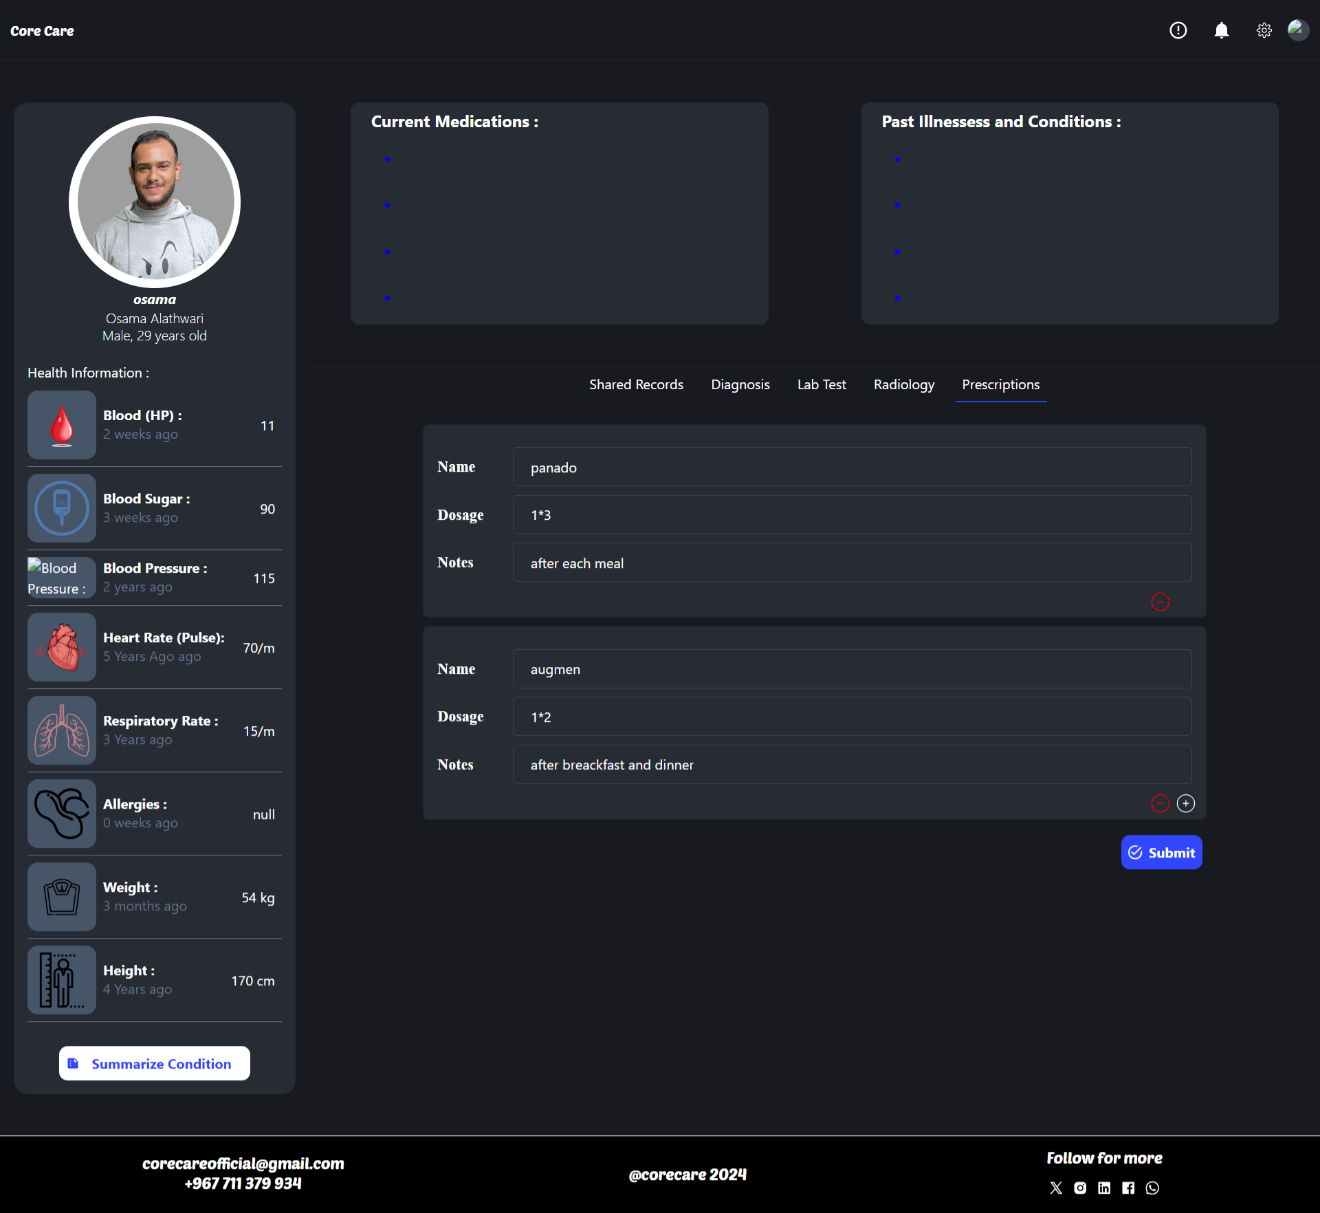 Core Care
osama
Osama Alathwari
Male, 29 years old
Health Information :
Blood (HP) :
2 weeks ago
11
Blood Sugar :
3 weeks ago
90
Blood
Pressure :
Blood Pressure :
2 years ago
115
Heart Rate (Pulse):
5 Years Ago ago
70/m
Respiratory Rate :
3 Years ago
15/m
Allergies :
0 weeks ago
null
Weight :
3 months ago
54 kg
Height :
4 Years ago
170 cm
Summarize Condition
Current Medications :
Past Illnessess and Conditions :
Shared Records Diagnosis Lab Test Radiology Prescriptions
Name panado
Dosage 1*3
Notes after each meal
Name augmen
Dosage 1*2
Notes after breackfast and dinner
Submit
corecareofficial@gmail.com
+967 711 379 934
@corecare 2024
Follow for more